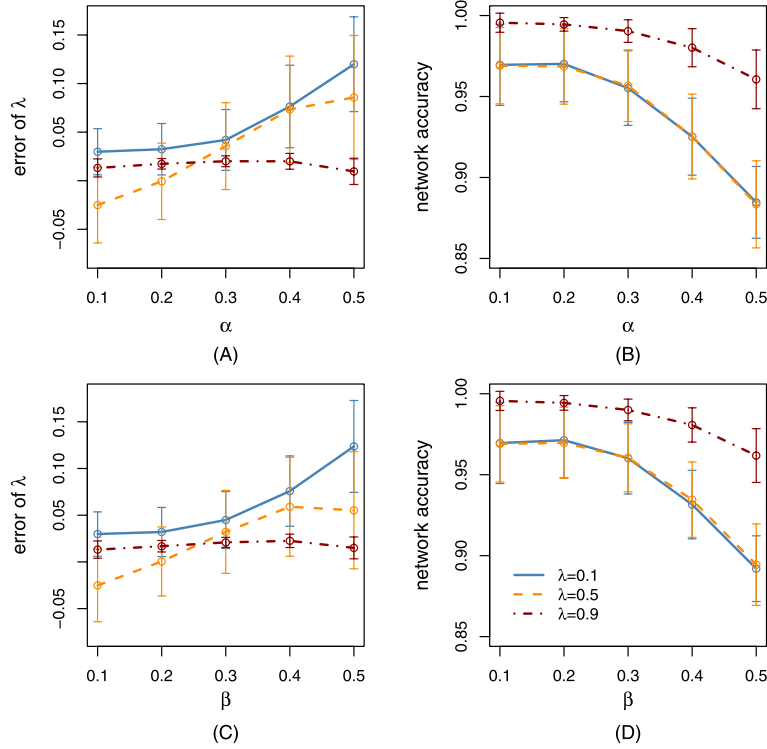 error of λ
0.15
0.10
0.05
−0.05
0.1 0.2 0.3 0.4 0.5
α
(A)
network accuracy
1.00
0.95
0.90
0.85
0.1 0.2 0.3 0.4 0.5
α
(B)
error of λ
0.15
0.10
0.05
−0.05
0.1 0.2 0.3 0.4 0.5
β
(C)
network accuracy
1.00
0.95
0.90
0.85
λ=0.1
λ=0.5
λ=0.9
0.1 0.2 0.3 0.4 0.5
β
(D)